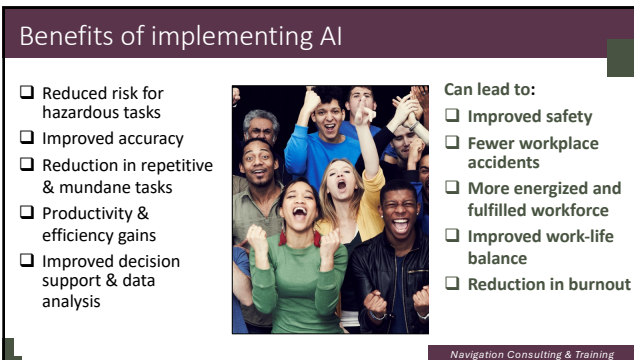 Benefits of implementing AI
Reduced risk for
hazardous tasks
Improved accuracy
Reduction in repetitive
& mundane tasks
Productivity &
efficiency gains
Improved decision
support & data
analysis
Can lead to:
Improved safety
Fewer workplace
accidents
More energized and
fulfilled workforce
Improved work-life
balance
Reduction in burnout
Navigation Consulting & Training